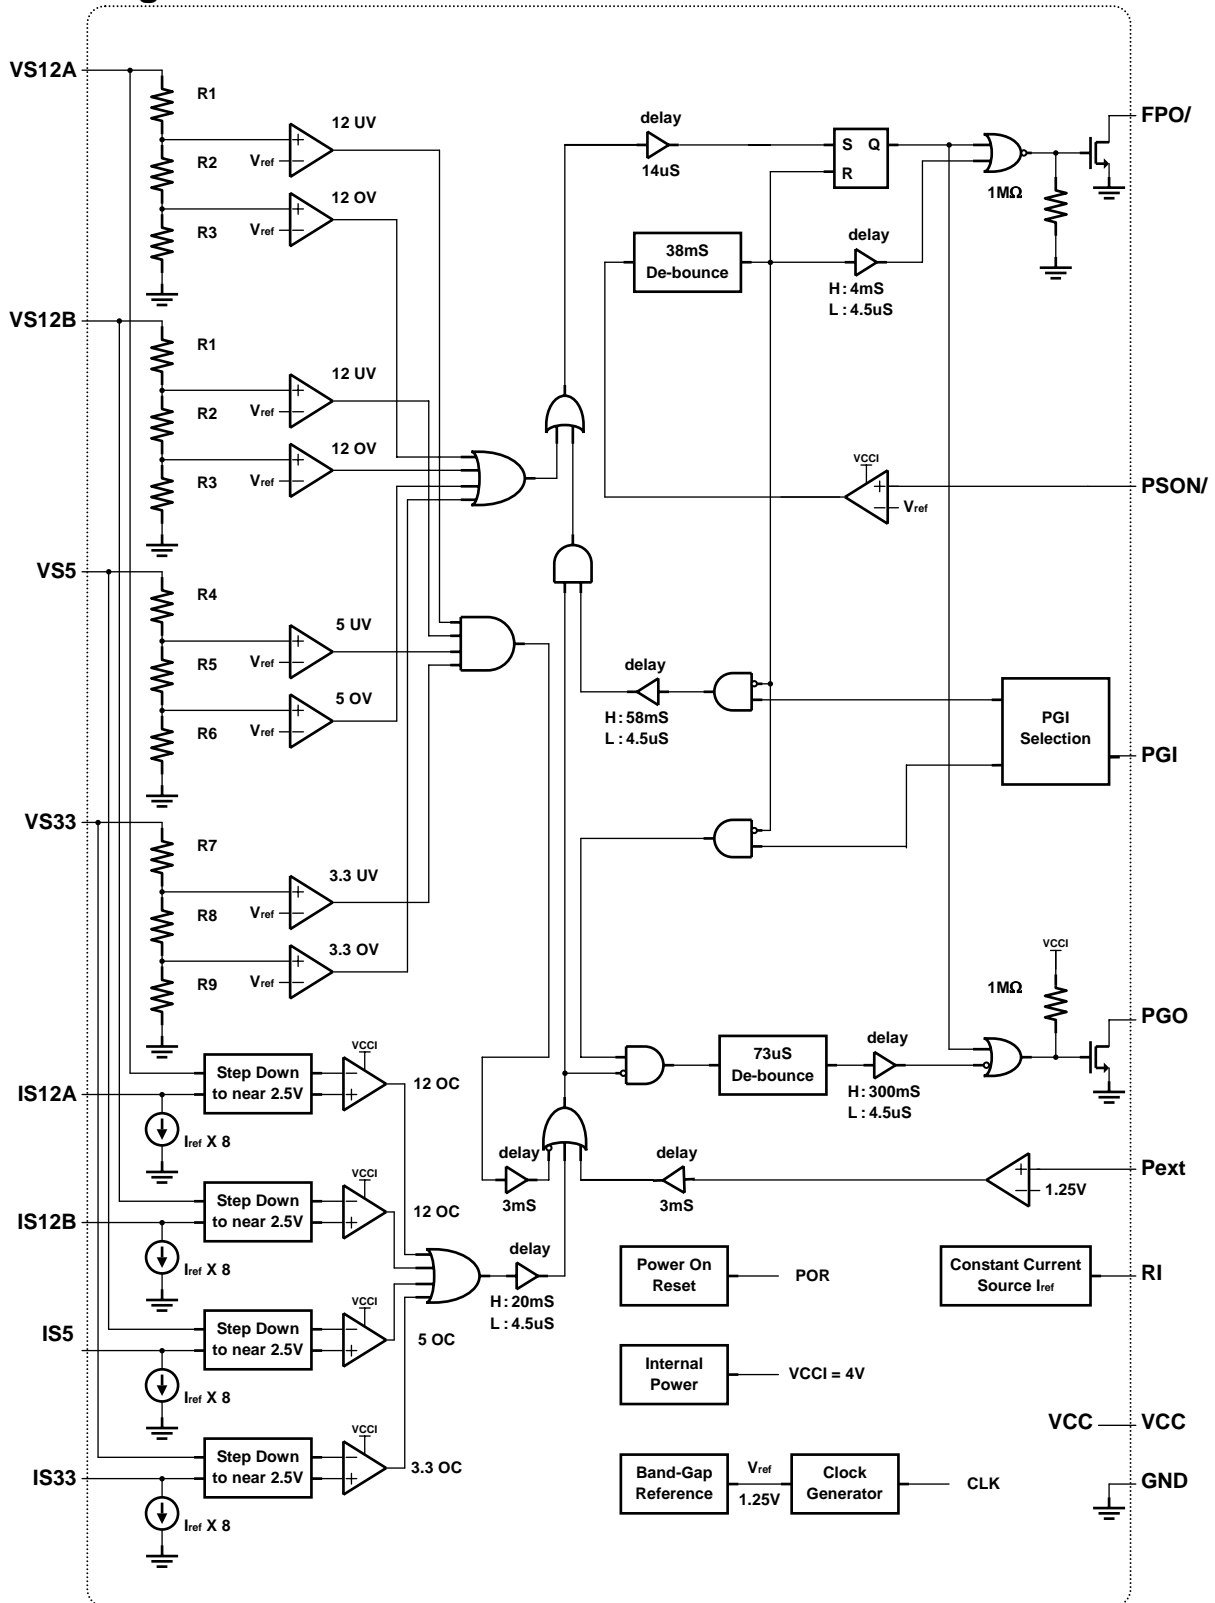 g
VS12A
R1
12 UV
Vref
R2
12 OV
Vref
R3
delay
14uS
S Q
R
1MΩ
FPO/
38mS
De-bounce
delay
H : 4mS
L : 4.5uS
VS12B
R1
12 UV
Vref
R2
12 OV
Vref
R3
VCCI
Vref
PSON/
VS5
R4
5 UV
Vref
R5
5 OV
Vref
R6
delay
H : 58mS
L : 4.5uS
PGI
Selection
PGI
VS33
R7
3.3 UV
Vref
R8
3.3 OV
Vref
R9
VCCI
1MΩ
PGO
73uS
De-bounce
delay
H : 300mS
L : 4.5uS
IS12A
Step Down
to near 2.5V
VCCI
12 OC
Iref X 8
delay
3mS
delay
3mS
1.25V
Pext
IS12B
Step Down
to near 2.5V
VCCI
12 OC
Iref X 8
delay
H : 20mS
L : 4.5uS
Power On
Reset
POR
Constant Current
Source Iref
RI
IS5
Step Down
to near 2.5V
VCCI
5 OC
Iref X 8
Internal
Power
VCCI = 4V
VCC
VCC
IS33
Step Down
to near 2.5V
VCCI
3.3 OC
Iref X 8
Band-Gap
Reference
Vref
1.25V
Clock
Generator
CLK
GND